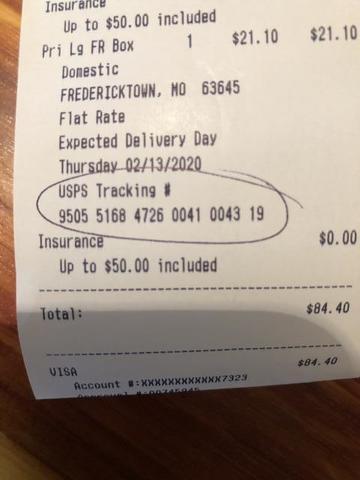 Insurance
Up to $50.00 included
Pri Lg FR Box 1 $21.10 $21.10
Domestic
FREDERICKTOWN, MO 63645
Flat Rate
Expected Delivery Day
Thursday 02/13/2020
USPS Tracking #
9505 5168 4726 0041 0043 19
Insurance $0.00
Up to $50.00 included
Total: $84.40
VISA $84.40
Account #:XXXXXXXXXXXX7323